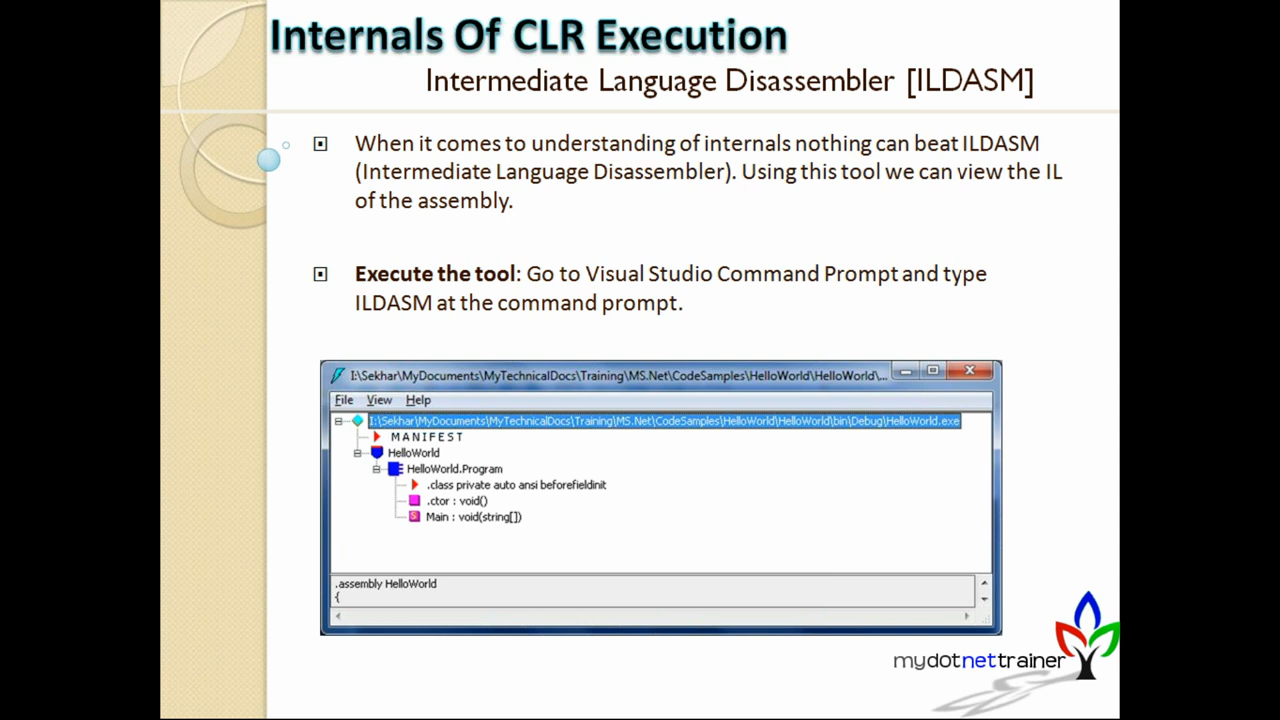 Internals Of CLR Execution
Intermediate Language Disassembler [ILDASM]
When it comes to understanding of internals nothing can beat ILDASM
(Intermediate Language Disassembler). Using this tool we can view the IL
of the assembly.
Execute the tool: Go to Visual Studio Command Prompt and type
ILDASM at the command prompt.
I:\Sekhar\MyDocuments\MyTechnicalDocs\Training\MS.Net\CodeSamples\HelloWorld\HelloWorld\...
File View Help
I:\Sekhar\MyDocuments\MyTechnicalDocs\Training\MS.Net\CodeSamples\HelloWorld\HelloWorld\bin\Debug\HelloWorld.exe
MANIFEST
HelloWorld
HelloWorld.Program
.class private auto ansi beforefieldinit
.ctor : void()
S Main : void(string[])
.assembly HelloWorld
{
mydotnettrainer